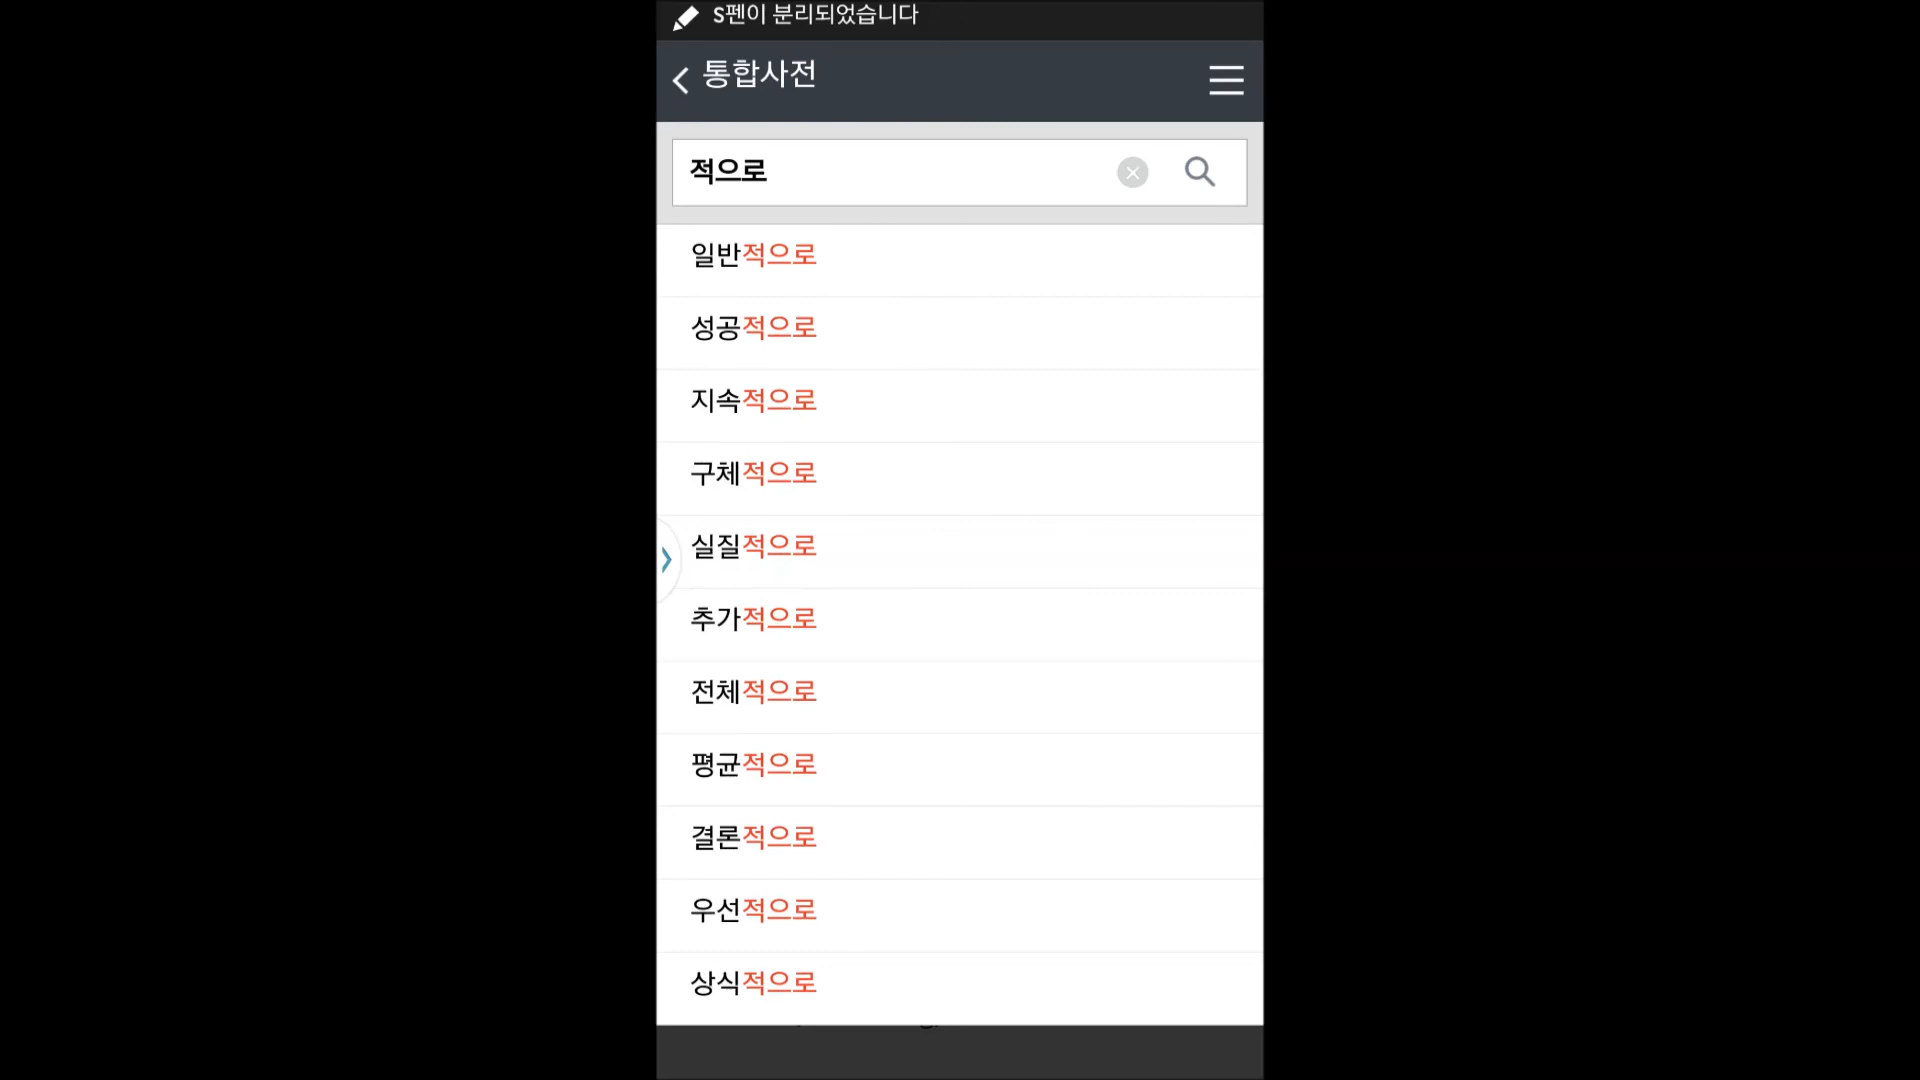 S펜이 분리되었습니다
통합사전
적으로
일반적으로
성공적으로
지속적으로
구체적으로
실질적으로
추가적으로
전체적으로
평균적으로
결론적으로
우선적으로
상식적으로